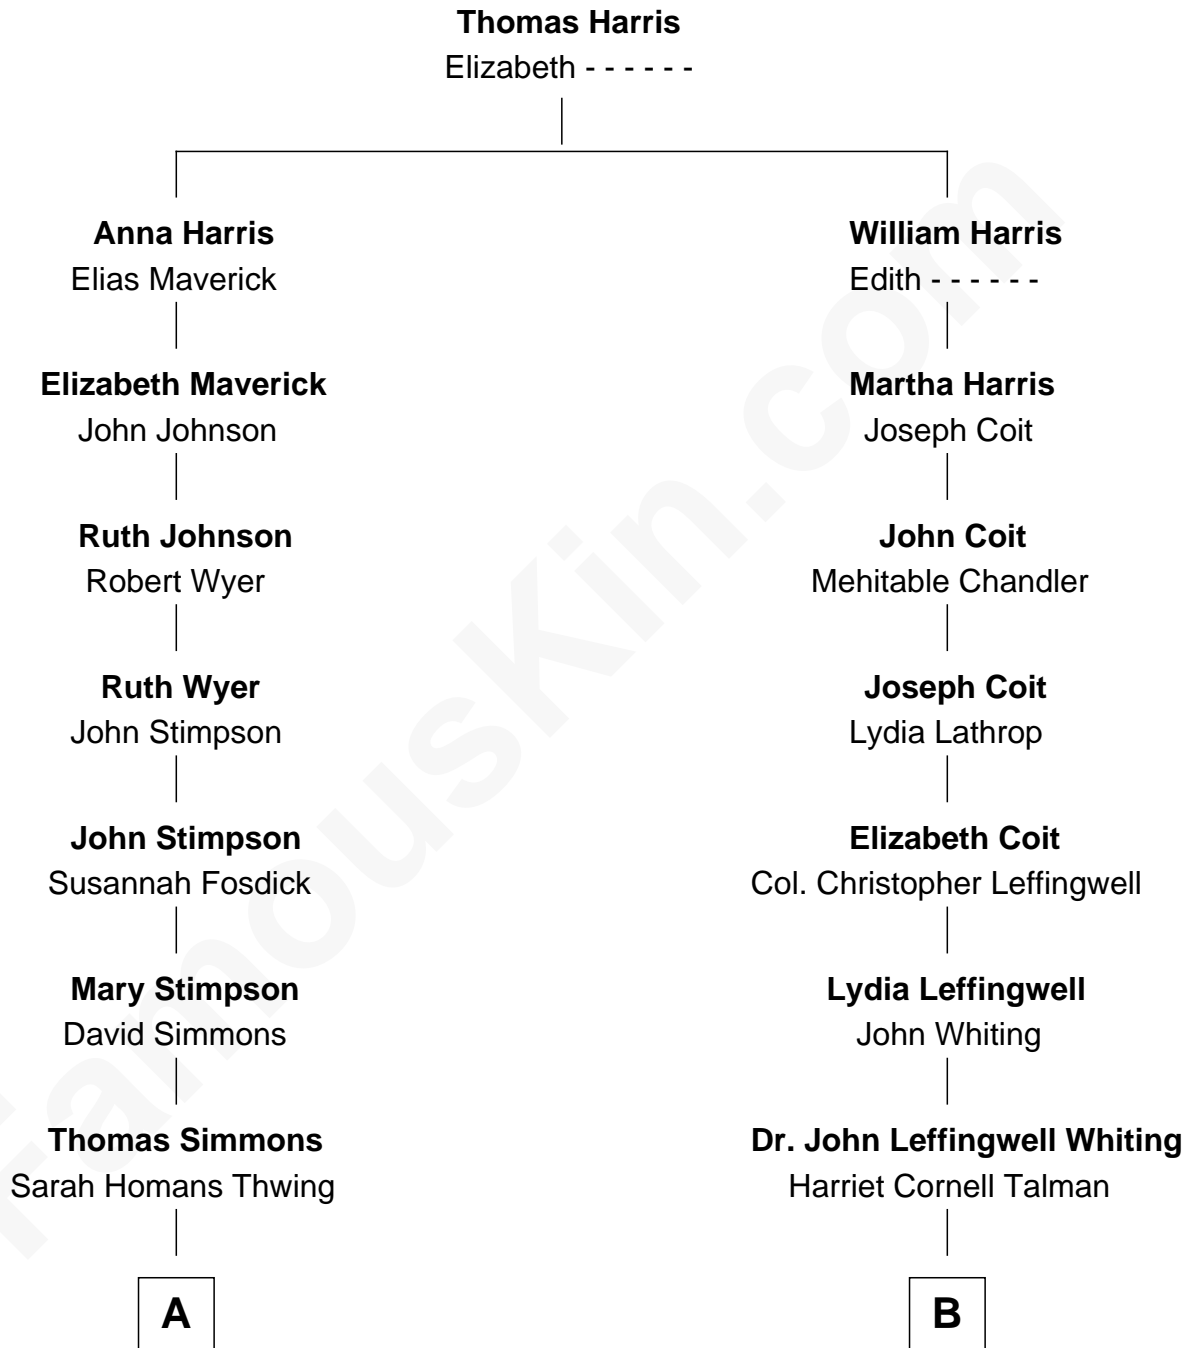 Thomas Harris
Elizabeth - - - - - -
Anna Harris
Elias Maverick
William Harris
Edith - - - - - -
Elizabeth Maverick
John Johnson
Martha Harris
Joseph Coit
Ruth Johnson
Robert Wyer
John Coit
Mehitable Chandler
Ruth Wyer
John Stimpson
Joseph Coit
Lydia Lathrop
John Stimpson
Susannah Fosdick
Elizabeth Coit
Col. Christopher Leffingwell
Mary Stimpson
David Simmons
Lydia Leffingwell
John Whiting
Thomas Simmons
Sarah Homans Thwing
Dr. John Leffingwell Whiting
Harriet Cornell Talman
A
B
FamousKin.com